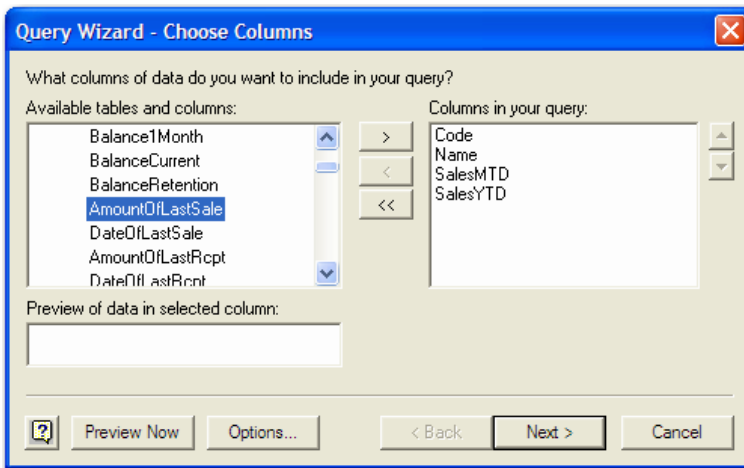 Query Wizard - Choose Columns
What columns of data do you want to include in your query?
Available tables and columns:
Columns in your query:
Balance1Month
BalanceCurrent
BalanceRetention
AmountOfLastSale
DateOfLastSale
AmountOfLastRcpt
DateOfLastRcpt
>
<
<<
Code
Name
SalesMTD
SalesYTD
Preview of data in selected column:
?
Preview Now
Options...
< Back
Next >
Cancel